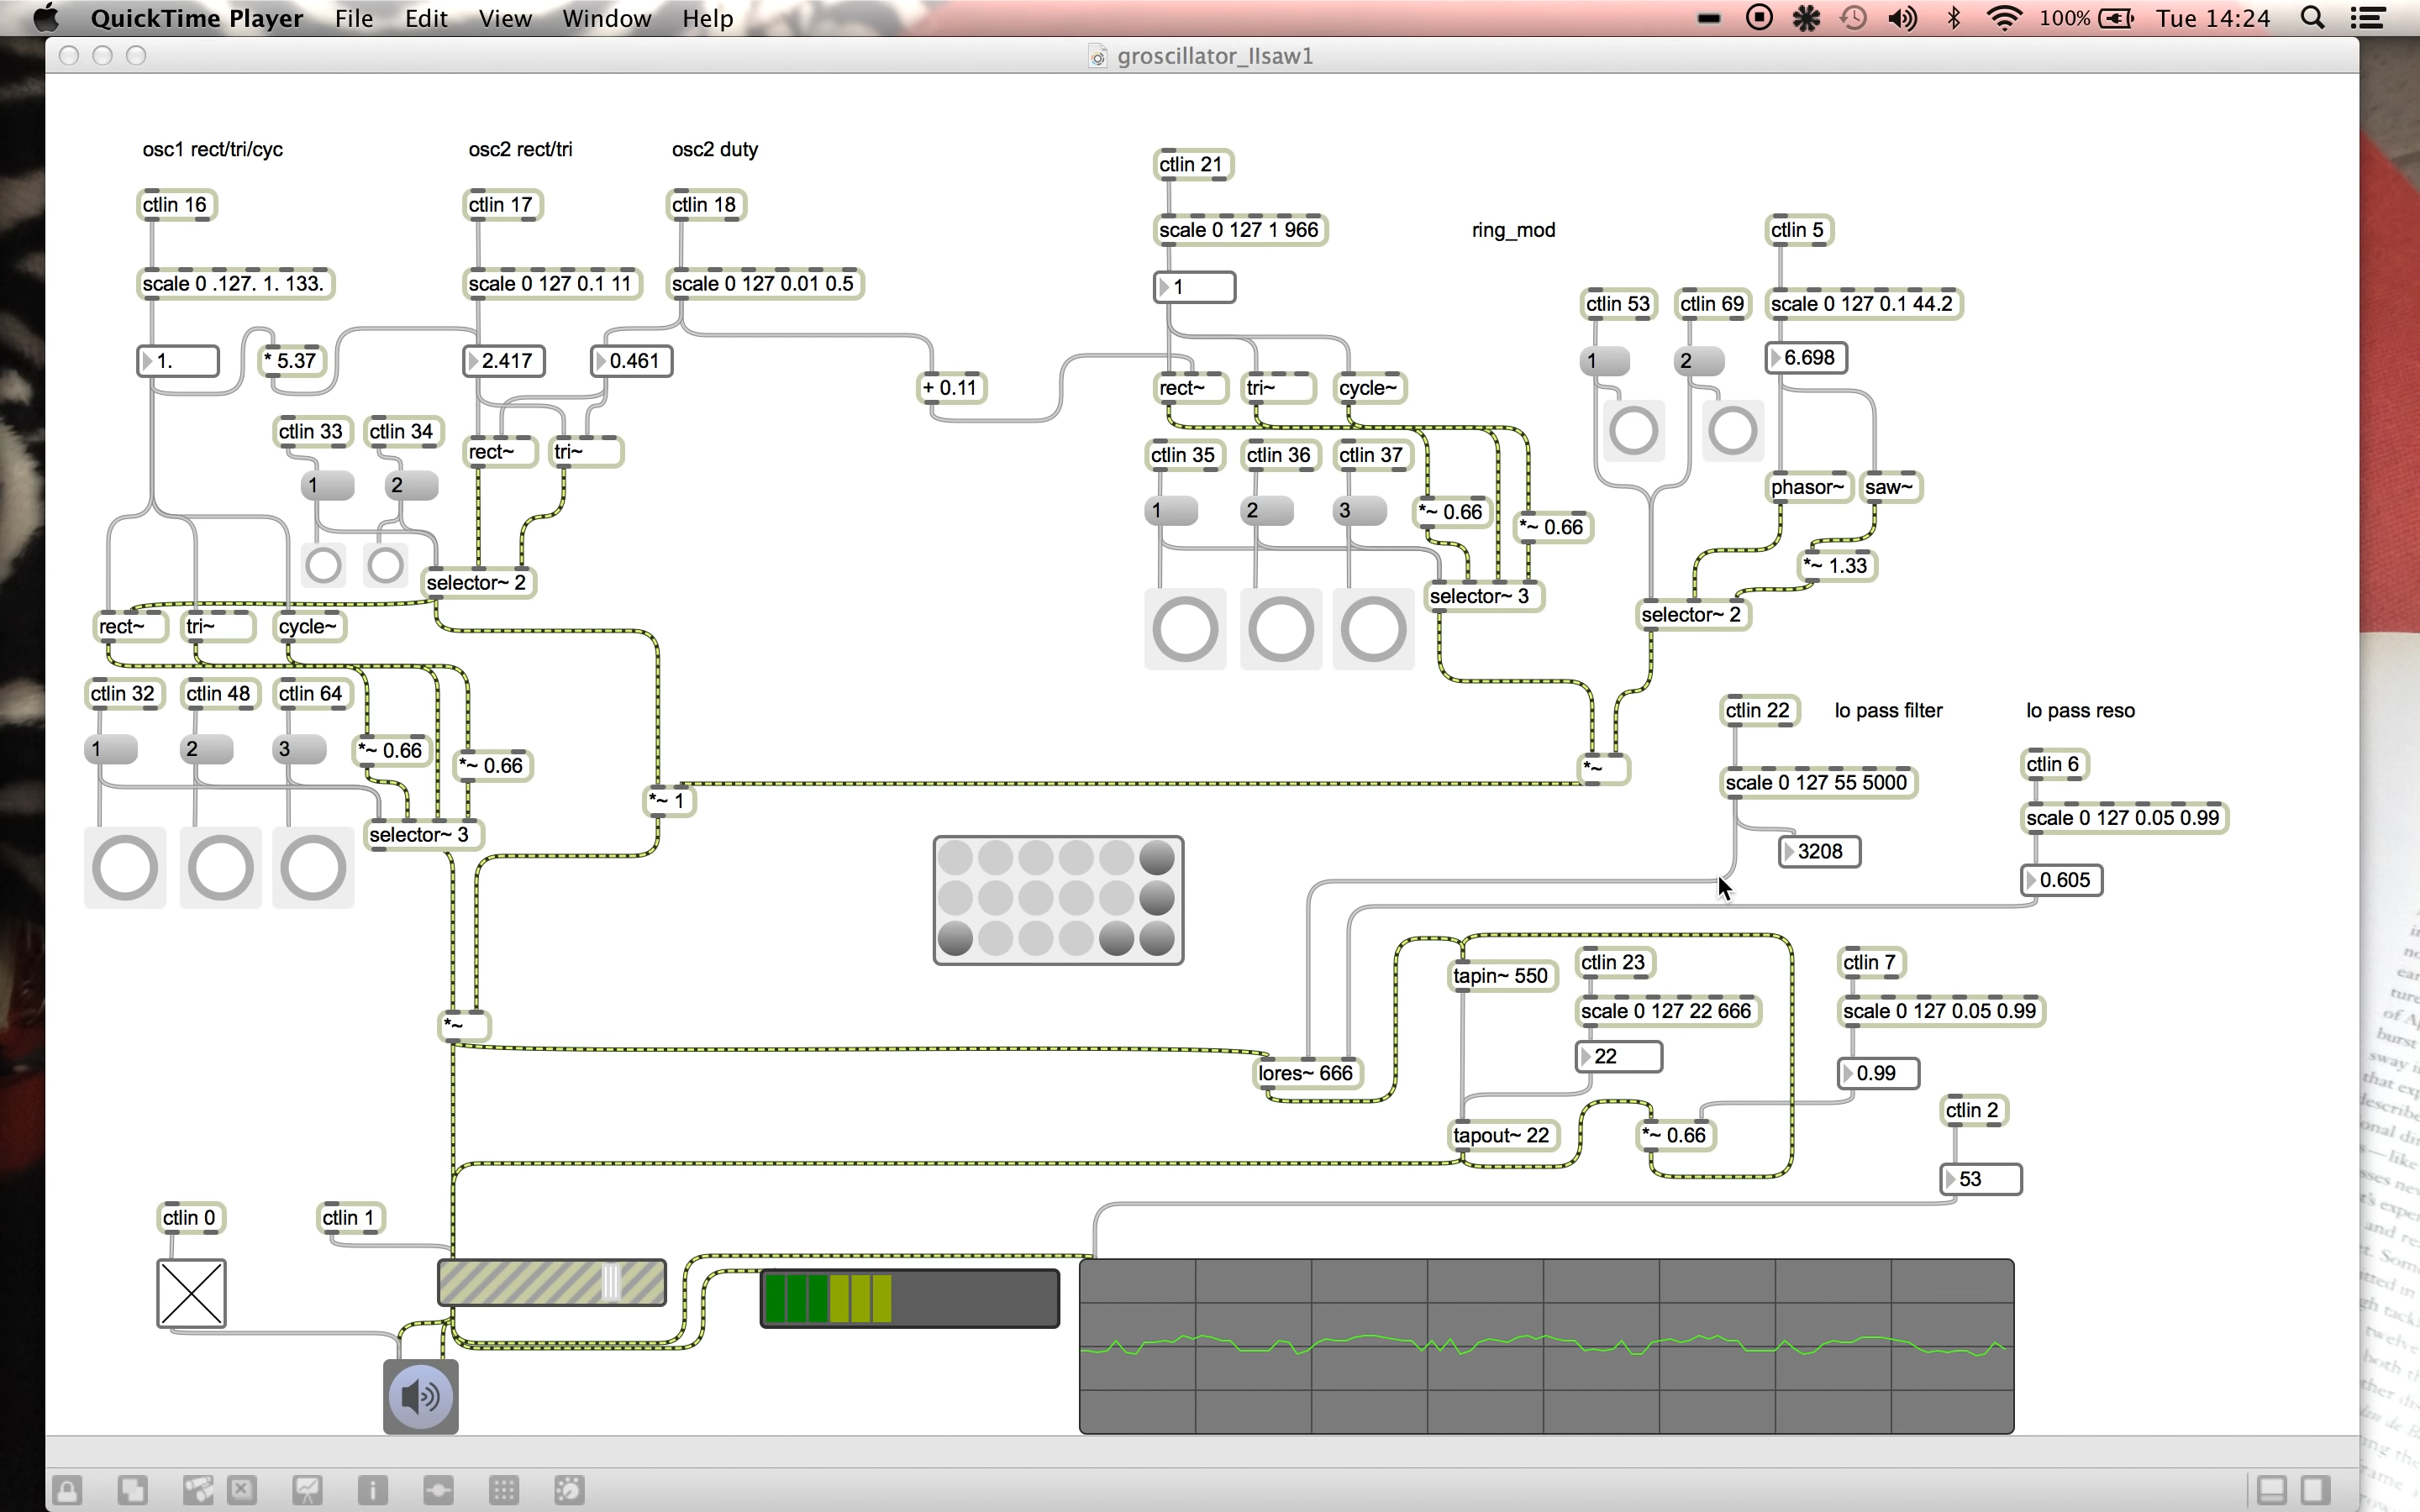 QuickTime Player File Edit View Window Help 100% Tue 14:24
groscillator_IIsaw1
osc1 rect/tri/cyc osc2 rect/tri osc2 duty
ctlin 21
ctlin 16 ctlin 17 ctlin 18
scale 0 127 1 966 ring_mod ctlin 5
scale 0 .127. 1. 133. scale 0 127 0.1 11 scale 0 127 0.01 0.5 1
ctlin 53 ctlin 69 scale 0 127 0.1 44.2
1. * 5.37 2.417 0.461 1 2 6.698
+ 0.11 rect~ tri~ cycle~
ctlin 33 ctlin 34
rect~ tri~ ctlin 35 ctlin 36 ctlin 37
1 2 phasor~ saw~
1 2 3 *~ 0.66 *~ 0.66
*~ 1.33
selector~ 2 selector~ 3
selector~ 2
rect~ tri~ cycle~
ctlin 32 ctlin 48 ctlin 64
ctlin 22 lo pass filter lo pass reso
1 2 3 *~ 0.66 *~ 0.66
*~ ctlin 6
scale 0 127 55 5000
*~ 1
scale 0 127 0.05 0.99
selector~ 3
3208
0.605
tapin~ 550 ctlin 23 ctlin 7
scale 0 127 22 666 scale 0 127 0.05 0.99
*~
22
lores~ 666 0.99
ctlin 2
tapout~ 22 *~ 0.66
53
ctlin 0 ctlin 1